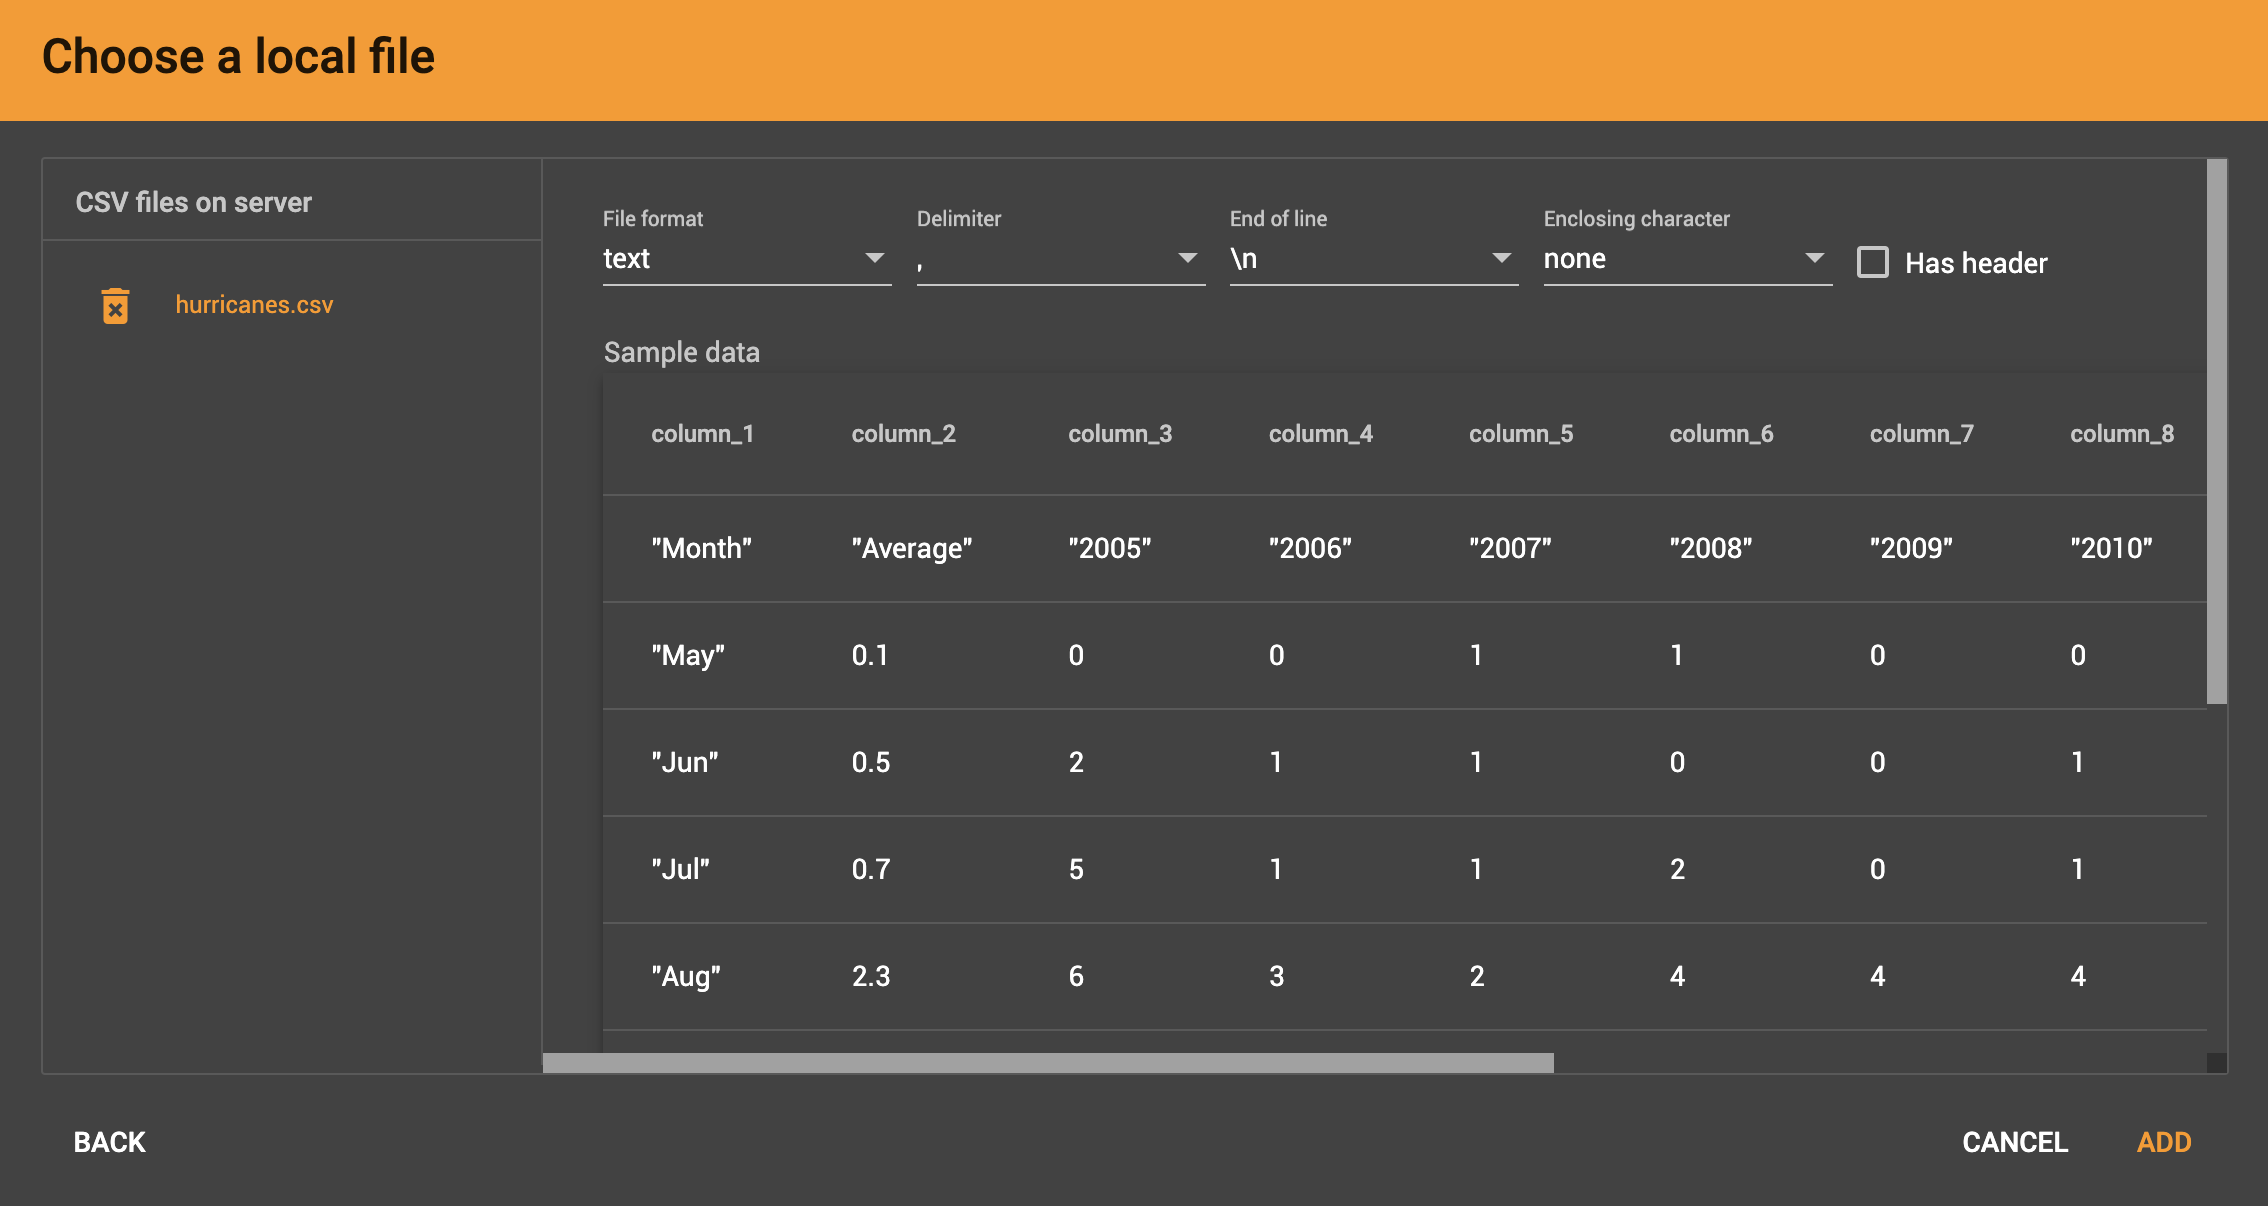 Choose a local file
CSV files on server
hurricanes.csv
File format Delimiter End of line Enclosing character
text , \n none Has header
Sample data
column_1 column_2 column_3 column_4 column_5 column_6 column_7 column_8
"Month" "Average" "2005" "2006" "2007" "2008" "2009" "2010"
"May" 0.1 0 0 1 1 0 0
"Jun" 0.5 2 1 1 0 0 1
"Jul" 0.7 5 1 1 2 0 1
"Aug" 2.3 6 3 2 4 4 4
BACK CANCEL ADD